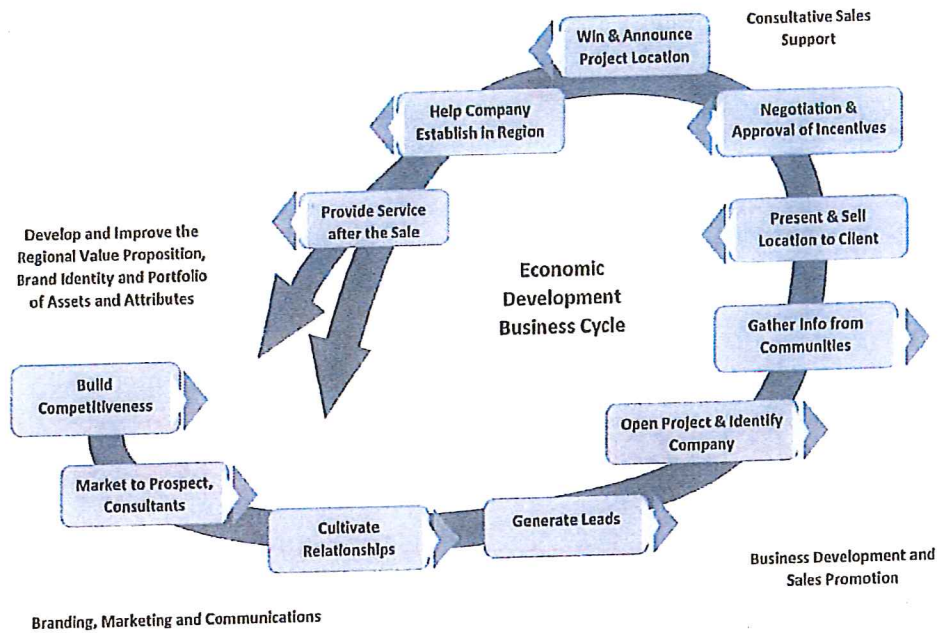 Consultative Sales
Support
Win & Announce
Project Location
Help Company
Establish in Region
Negotiation &
Approval of Incentives
Provide Service
after the Sale
Present & Sell
Location to Client
Develop and Improve the
Regional Value Proposition,
Brand Identity and Portfolio
of Assets and Attributes
Economic
Development
Business Cycle
Gather Info from
Communities
Build
Competitiveness
Open Project & Identify
Company
Market to Prospect,
Consultants
Cultivate
Relationships
Generate Leads
Business Development and
Sales Promotion
Branding, Marketing and Communications